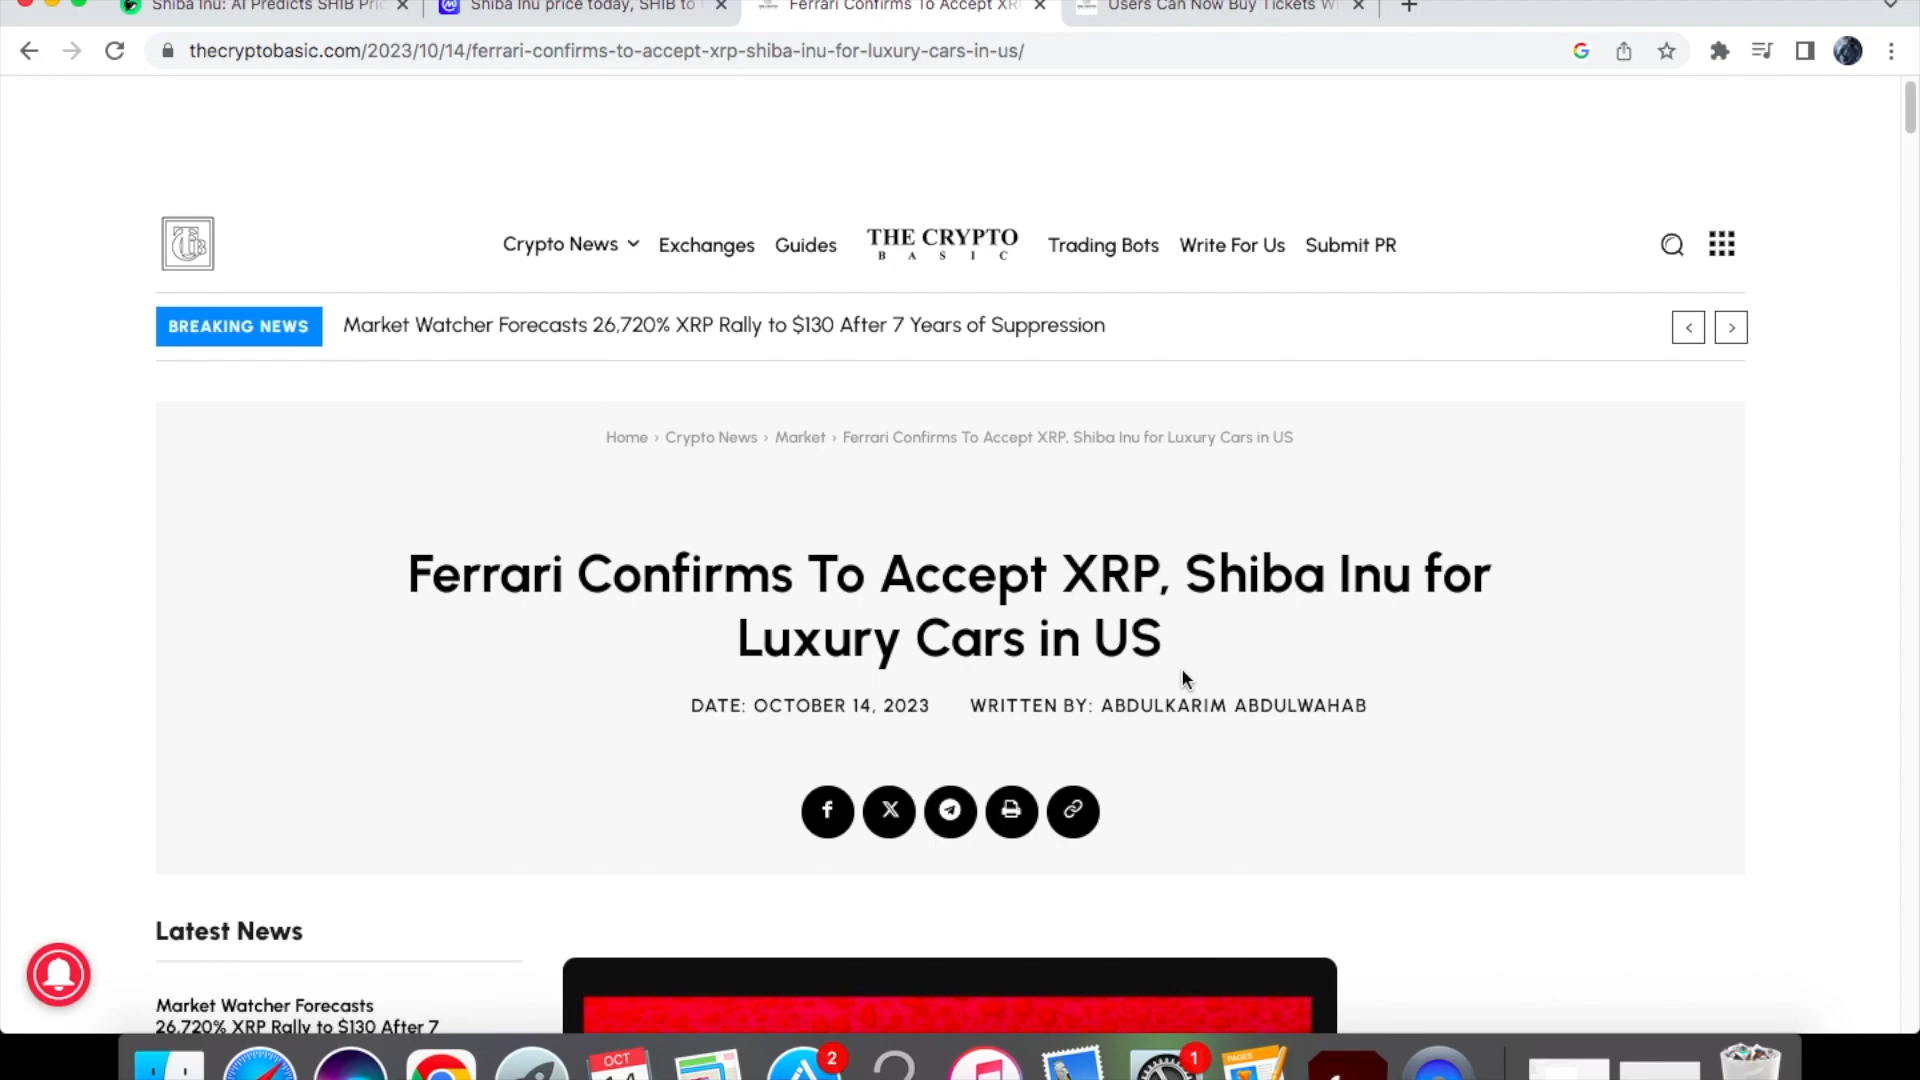 Shiba Inu: AI Predicts SHIB Pric
Shiba Inu price today, SHIB to
Ferrari Confirms To Accept XR
Users Can Now Buy Tickets Wi
thecryptobasic.com/2023/10/14/ferrari-confirms-to-accept-xrp-shiba-inu-for-luxury-cars-in-us/
Crypto News
Exchanges
Guides
THE CRYPTO
BASIC
Trading Bots
Write For Us
Submit PR
BREAKING NEWS
Market Watcher Forecasts 26,720% XRP Rally to $130 After 7 Years of Suppression
Home › Crypto News › Market › Ferrari Confirms To Accept XRP, Shiba Inu for Luxury Cars in US
Ferrari Confirms To Accept XRP, Shiba Inu for
Luxury Cars in US
DATE: OCTOBER 14, 2023
WRITTEN BY: ABDULKARIM ABDULWAHAB
Latest News
Market Watcher Forecasts
26,720% XRP Rally to $130 After 7
OCT
2
1
PAGES